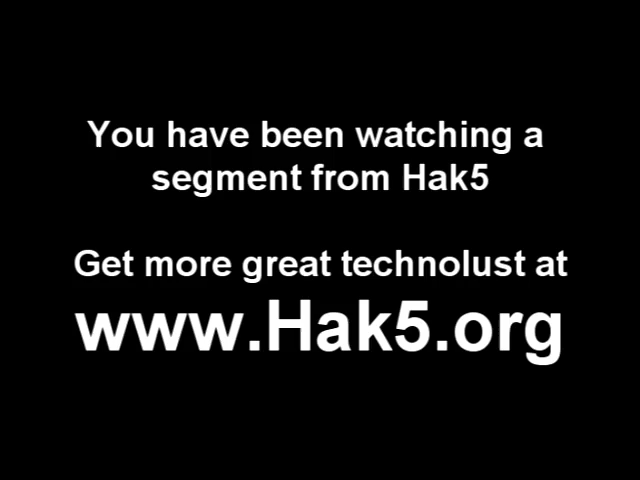 You have been watching a
segment from Hak5
Get more great technolust at
www.Hak5.org